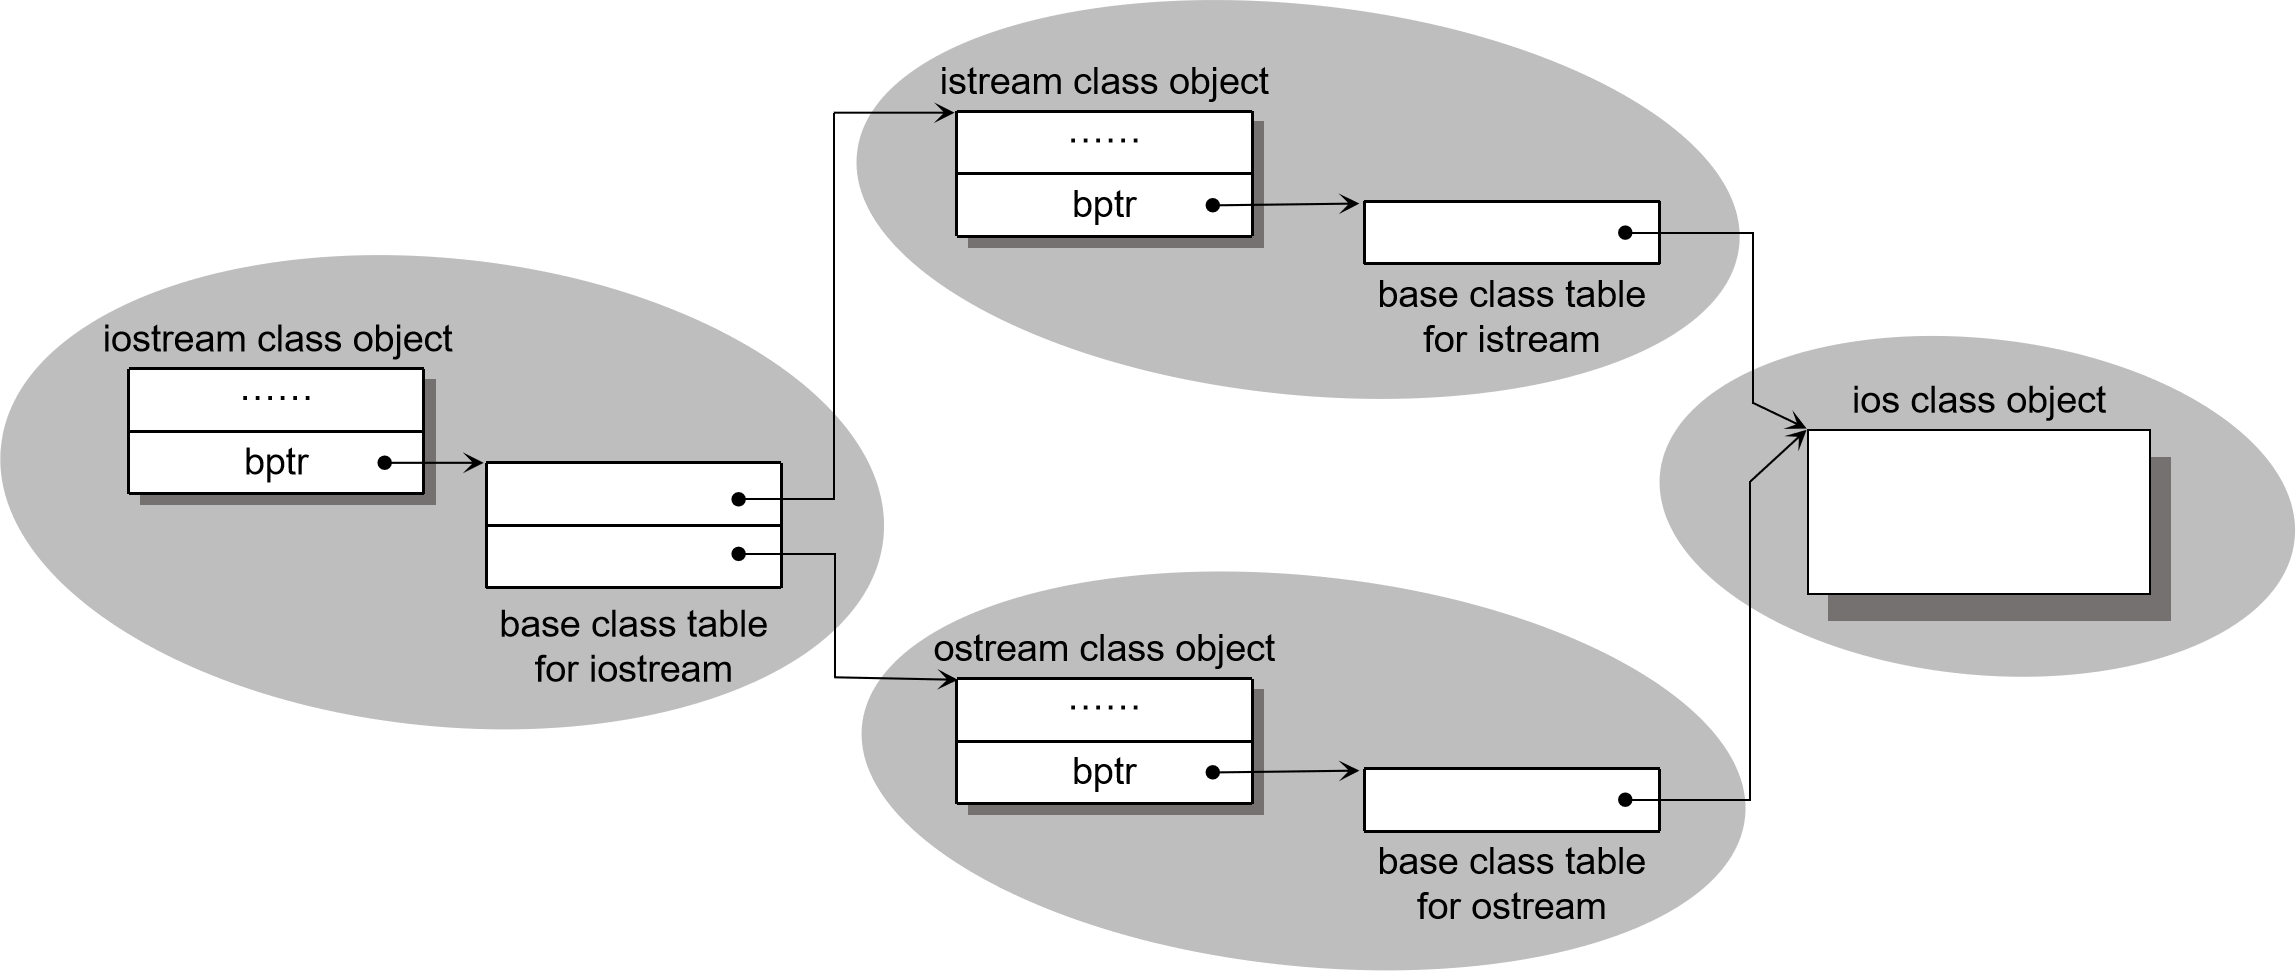 istream class object
......
bptr
base class table
for istream
iostream class object
......
bptr
base class table
for iostream
ios class object
ostream class object
......
bptr
base class table
for ostream